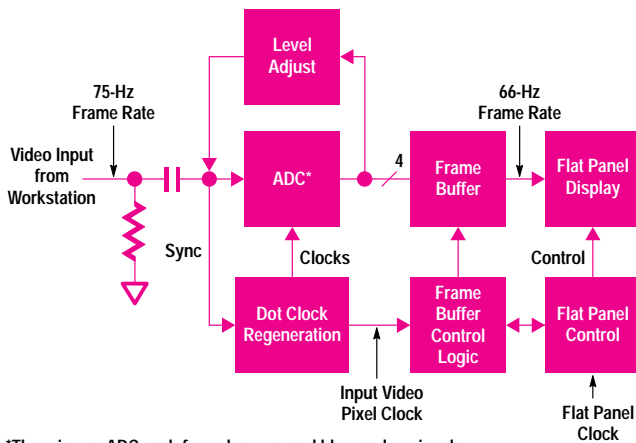 Level
Adjust
75-Hz
Frame Rate
66-Hz
Frame Rate
4
Video Input
from
Workstation
ADC*
Frame
Buffer
Flat Panel
Display
Sync
Clocks
Control
Dot Clock
Regeneration
Frame
Buffer
Control
Logic
Flat Panel
Control
Input Video
Pixel Clock
Flat Panel
Clock